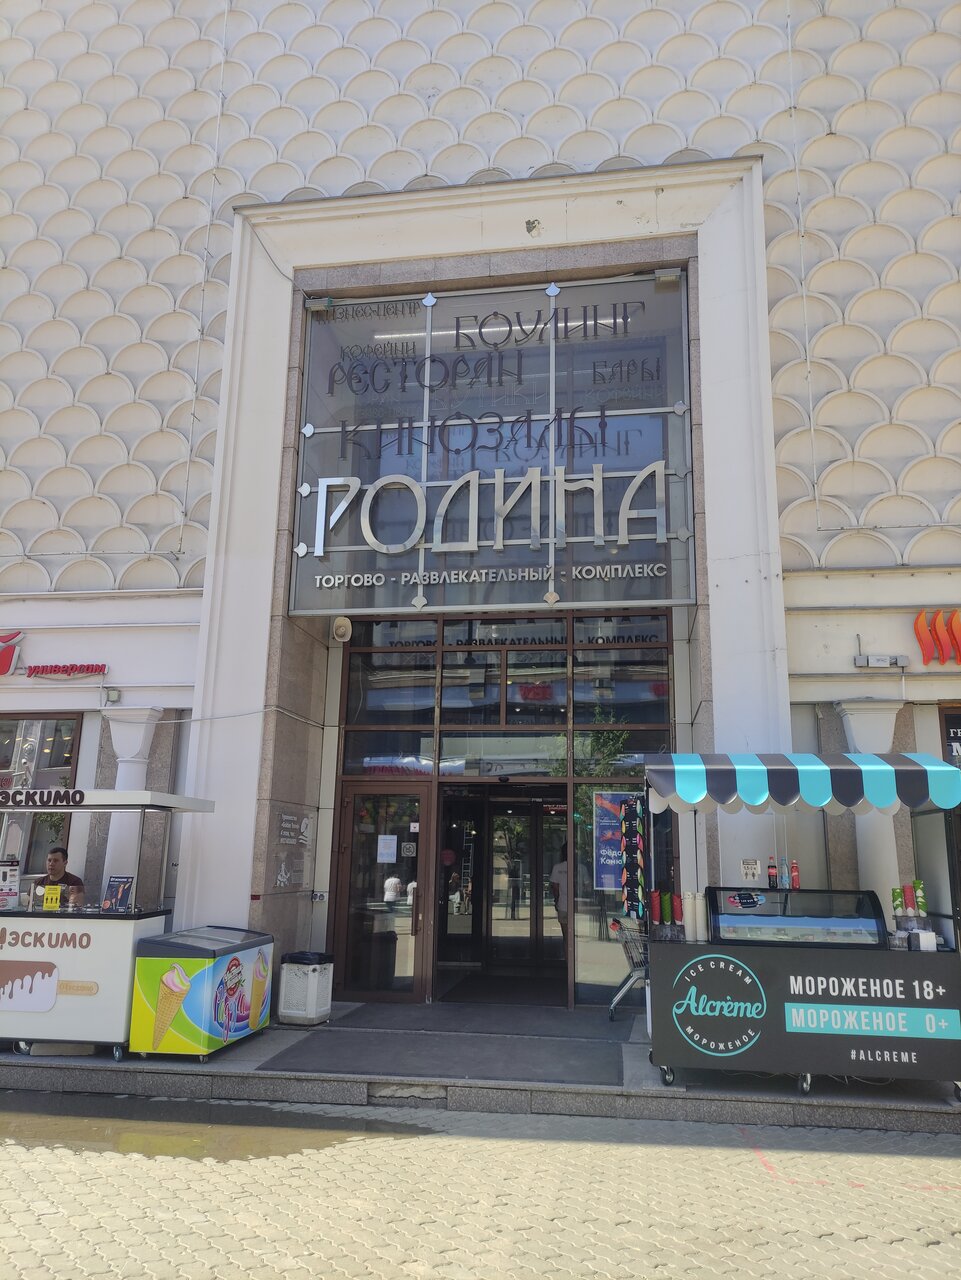 БИЗНЕС-ЦЕНТР
БОУЛИНГ
КОФЕЙНИ
РЕСТОРАН
БАРЫ
КИНОЗАЛЫ
РОДИНА
ТОРГОВО - РАЗВЛЕКАТЕЛЬНЫЙ - КОМПЛЕКС
ТОРГОВО - РАЗВЛЕКАТЕЛЬНЫЙ - КОМПЛЕКС
универсам
ЭСКИМО
ЭСКИМО
ICE CREAM
Alcrème
МОРОЖЕНОЕ
МОРОЖЕНОЕ 18+
МОРОЖЕНОЕ 0+
#ALCREME